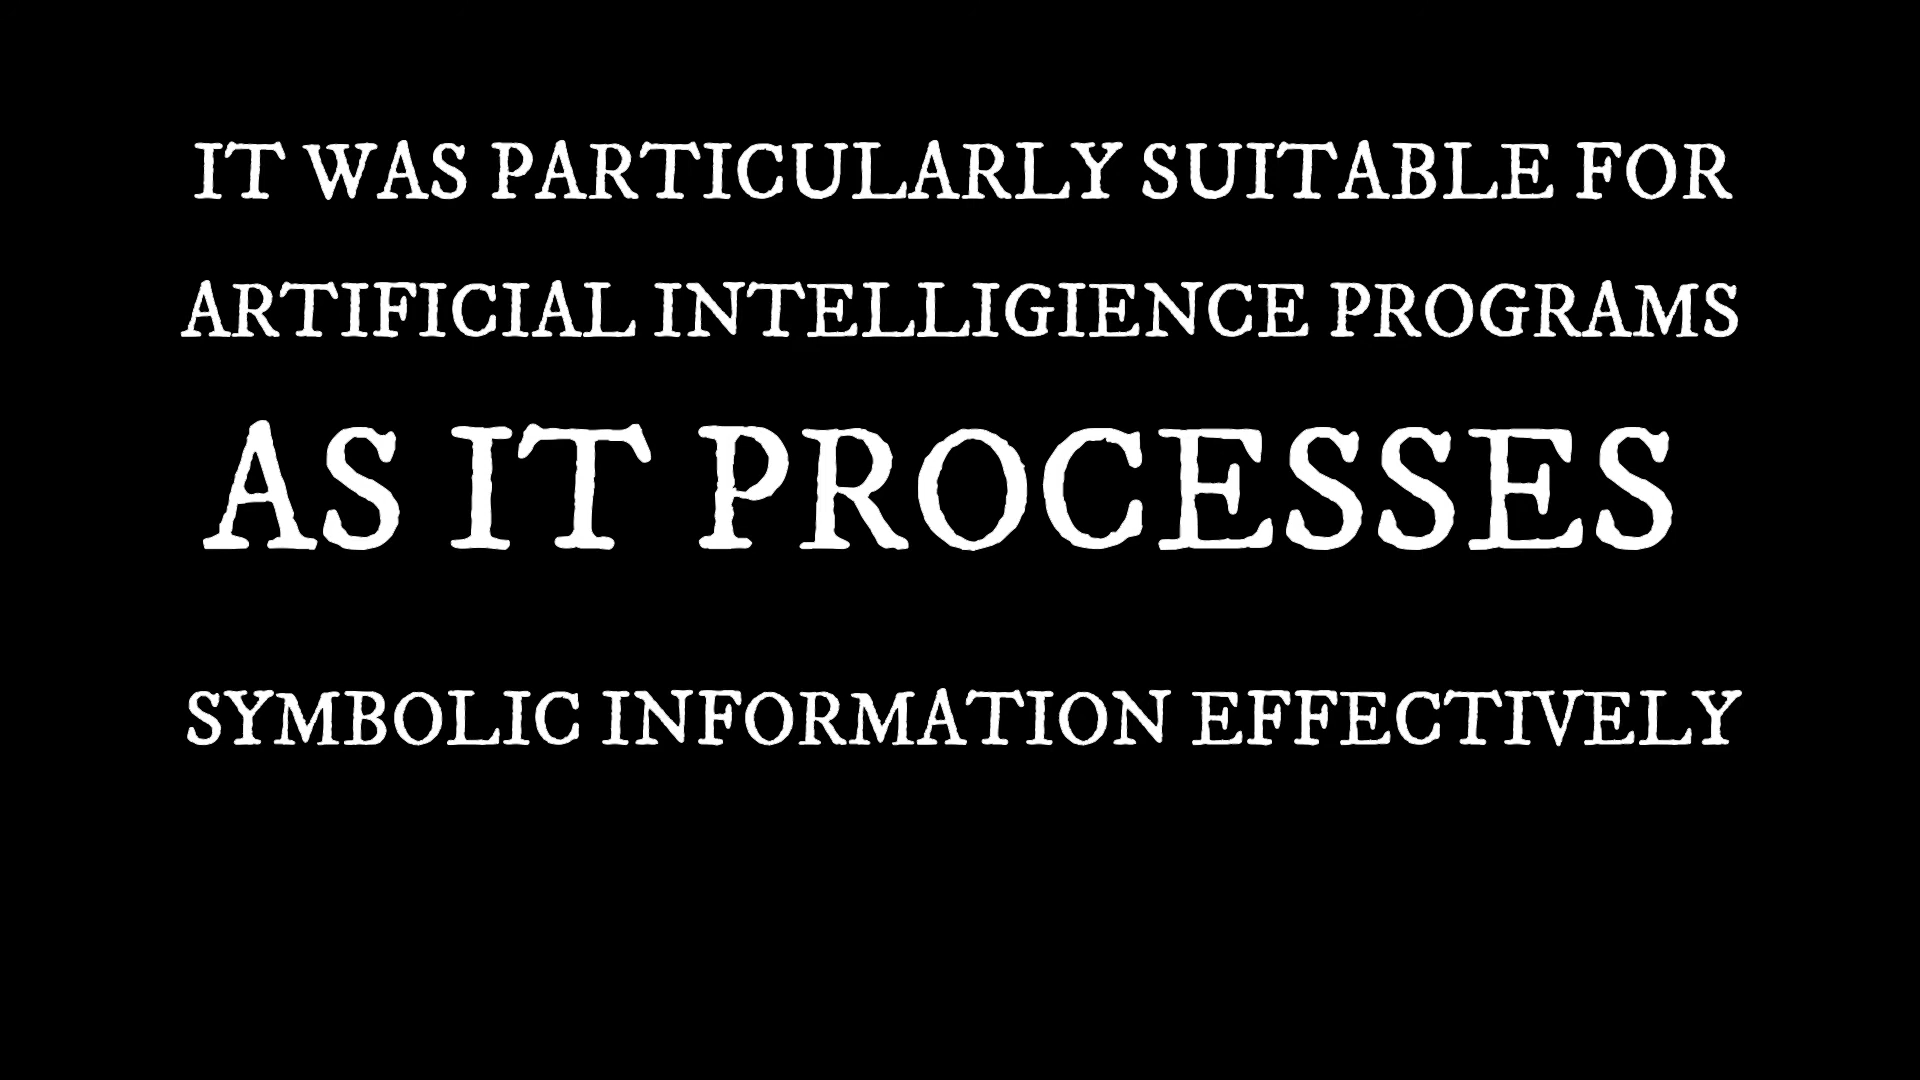 IT WAS PARTICULARLY SUITABLE FOR
ARTIFICIAL INTELLIGIENCE PROGRAMS
AS IT PROCESSES
SYMBOLIC INFORMATION EFFECTIVELY